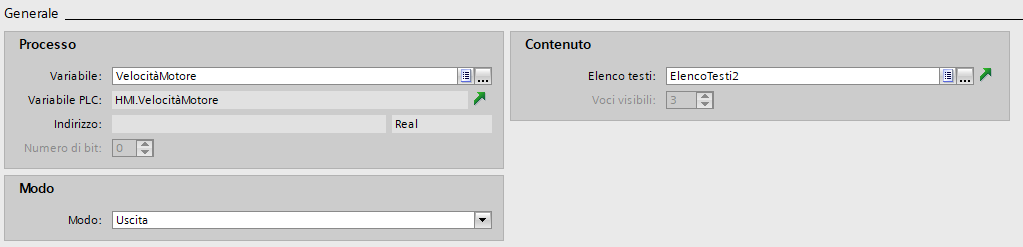 Generale
Processo
Variabile: VelocitàMotore ...
Variabile PLC: HMI.VelocitàMotore
Indirizzo: Real
Numero di bit: 0
Modo
Modo: Uscita
Contenuto
Elenco testi: ElencoTesti2 ...
Voci visibili: 3